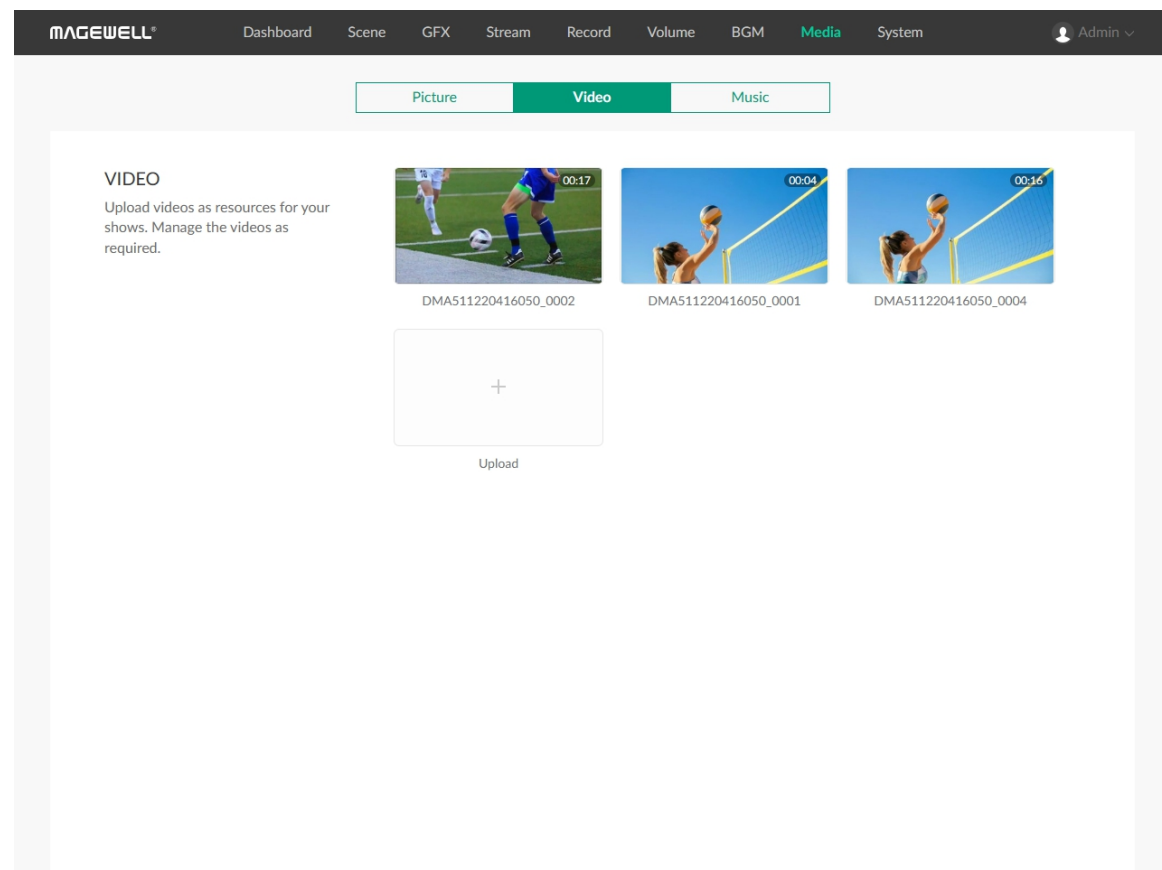 MAGEWELL®
Dashboard Scene GFX Stream Record Volume BGM Media System Admin
Picture Video Music
VIDEO
Upload videos as resources for your
shows. Manage the videos as
required.
00:17 00:04 00:16
10
DMA511220416050_0002 DMA511220416050_0001 DMA511220416050_0004
+
Upload